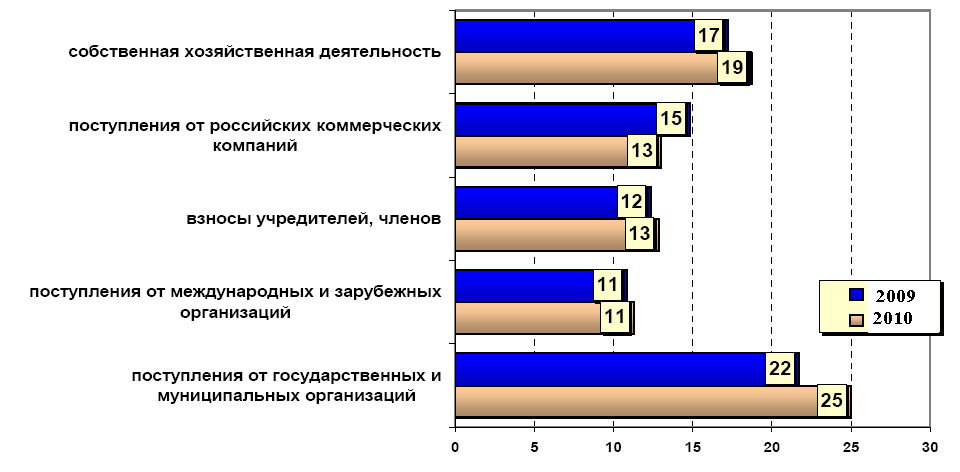 собственная хозяйственная деятельность
17
19
поступления от российских коммерческих
компаний
15
13
взносы учредителей, членов
12
13
поступления от международных и зарубежных
организаций
11
11
2009
2010
поступления от государственных и
муниципальных организаций
22
25
0 5 10 15 20 25 30